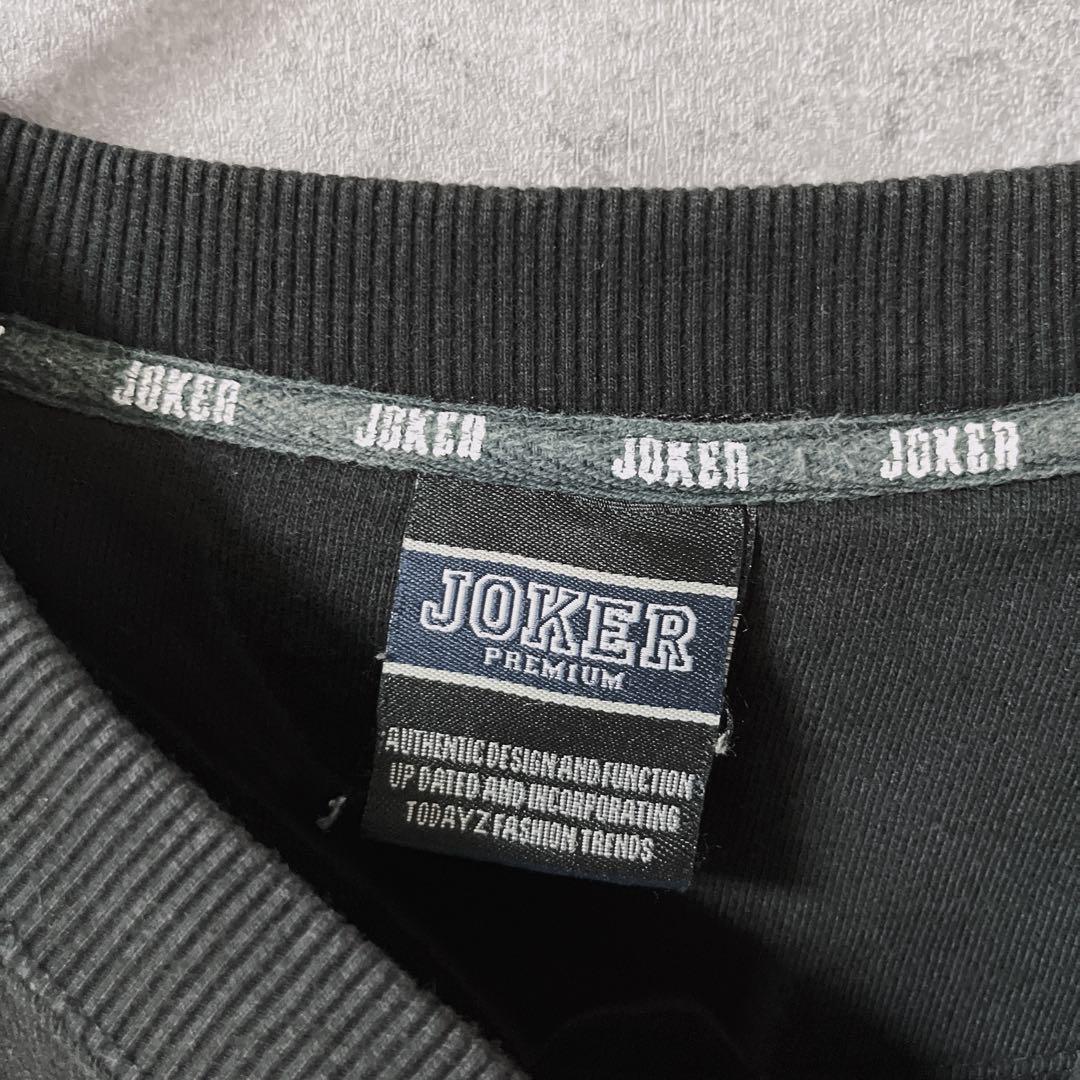 JOKER JOKER JOKER JOKER
JOKER
PREMIUM
AUTHENTIC DESIGN AND FUNCTION
UP DATED AND INCORPORATING
TODAYZ FASHION TRENDS